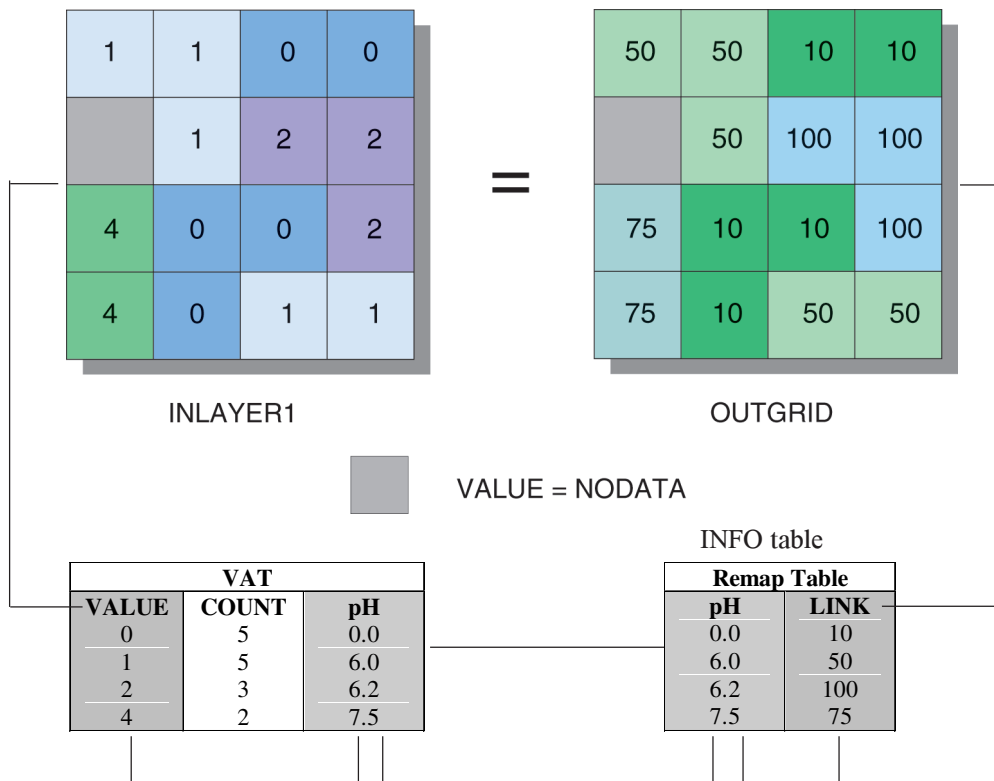 1 1 0 0
1 2 2
4 0 0 2
4 0 1 1
INLAYER1
=
50 50 10 10
50 100 100
75 10 10 100
75 10 50 50
OUTGRID
VALUE = NODATA
VAT
VALUE COUNT pH
0 5 0.0
1 5 6.0
2 3 6.2
4 2 7.5
INFO table
Remap Table
pH LINK
0.0 10
6.0 50
6.2 100
7.5 75